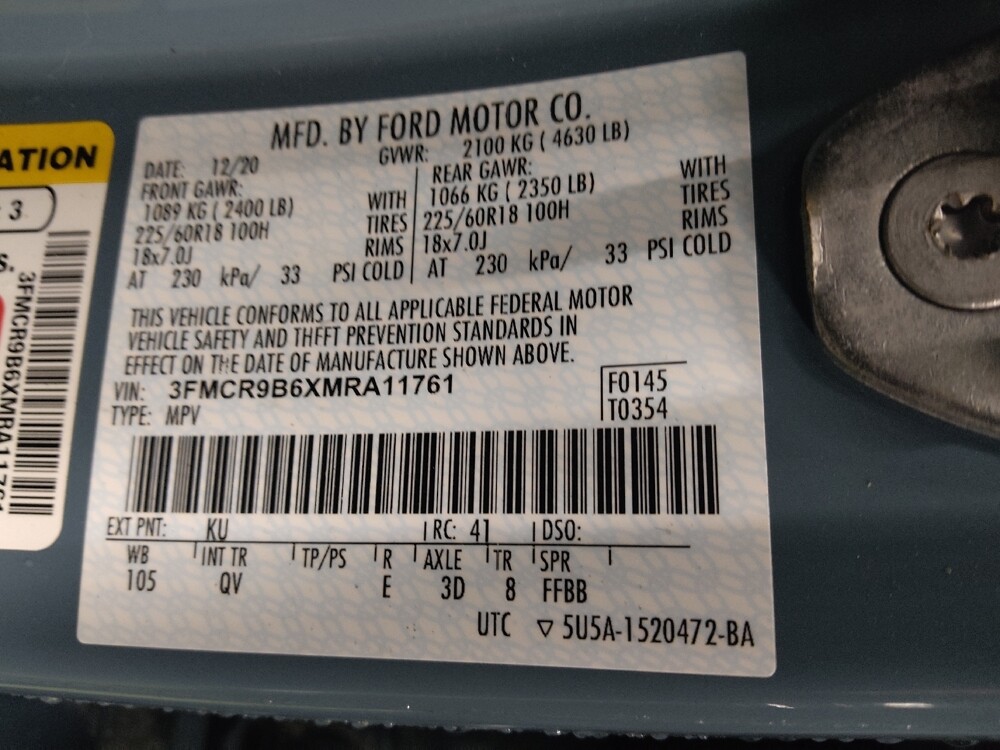 ATION
: 3
S.
3FMCR9B6XMRA11761
MFD. BY FORD MOTOR CO.
DATE: 12/20 GVWR: 2100 KG ( 4630 LB)
FRONT GAWR: REAR GAWR:
1089 KG ( 2400 LB) WITH 1066 KG ( 2350 LB) WITH
225/60R18 100H TIRES 225/60R18 100H TIRES
18x7.0J RIMS 18x7.0J RIMS
AT 230 kPa/ 33 PSI COLD AT 230 kPa/ 33 PSI COLD
THIS VEHICLE CONFORMS TO ALL APPLICABLE FEDERAL MOTOR
VEHICLE SAFETY AND THEFT PREVENTION STANDARDS IN
EFFECT ON THE DATE OF MANUFACTURE SHOWN ABOVE.
VIN: 3FMCR9B6XMRA11761 F0145
TYPE: MPV T0354
EXT PNT: KU RC: 41 DSO:
WB INT TR TP/PS R AXLE TR SPR
105 QV E 3D 8 FFBB
UTC ▽ 5U5A-1520472-BA